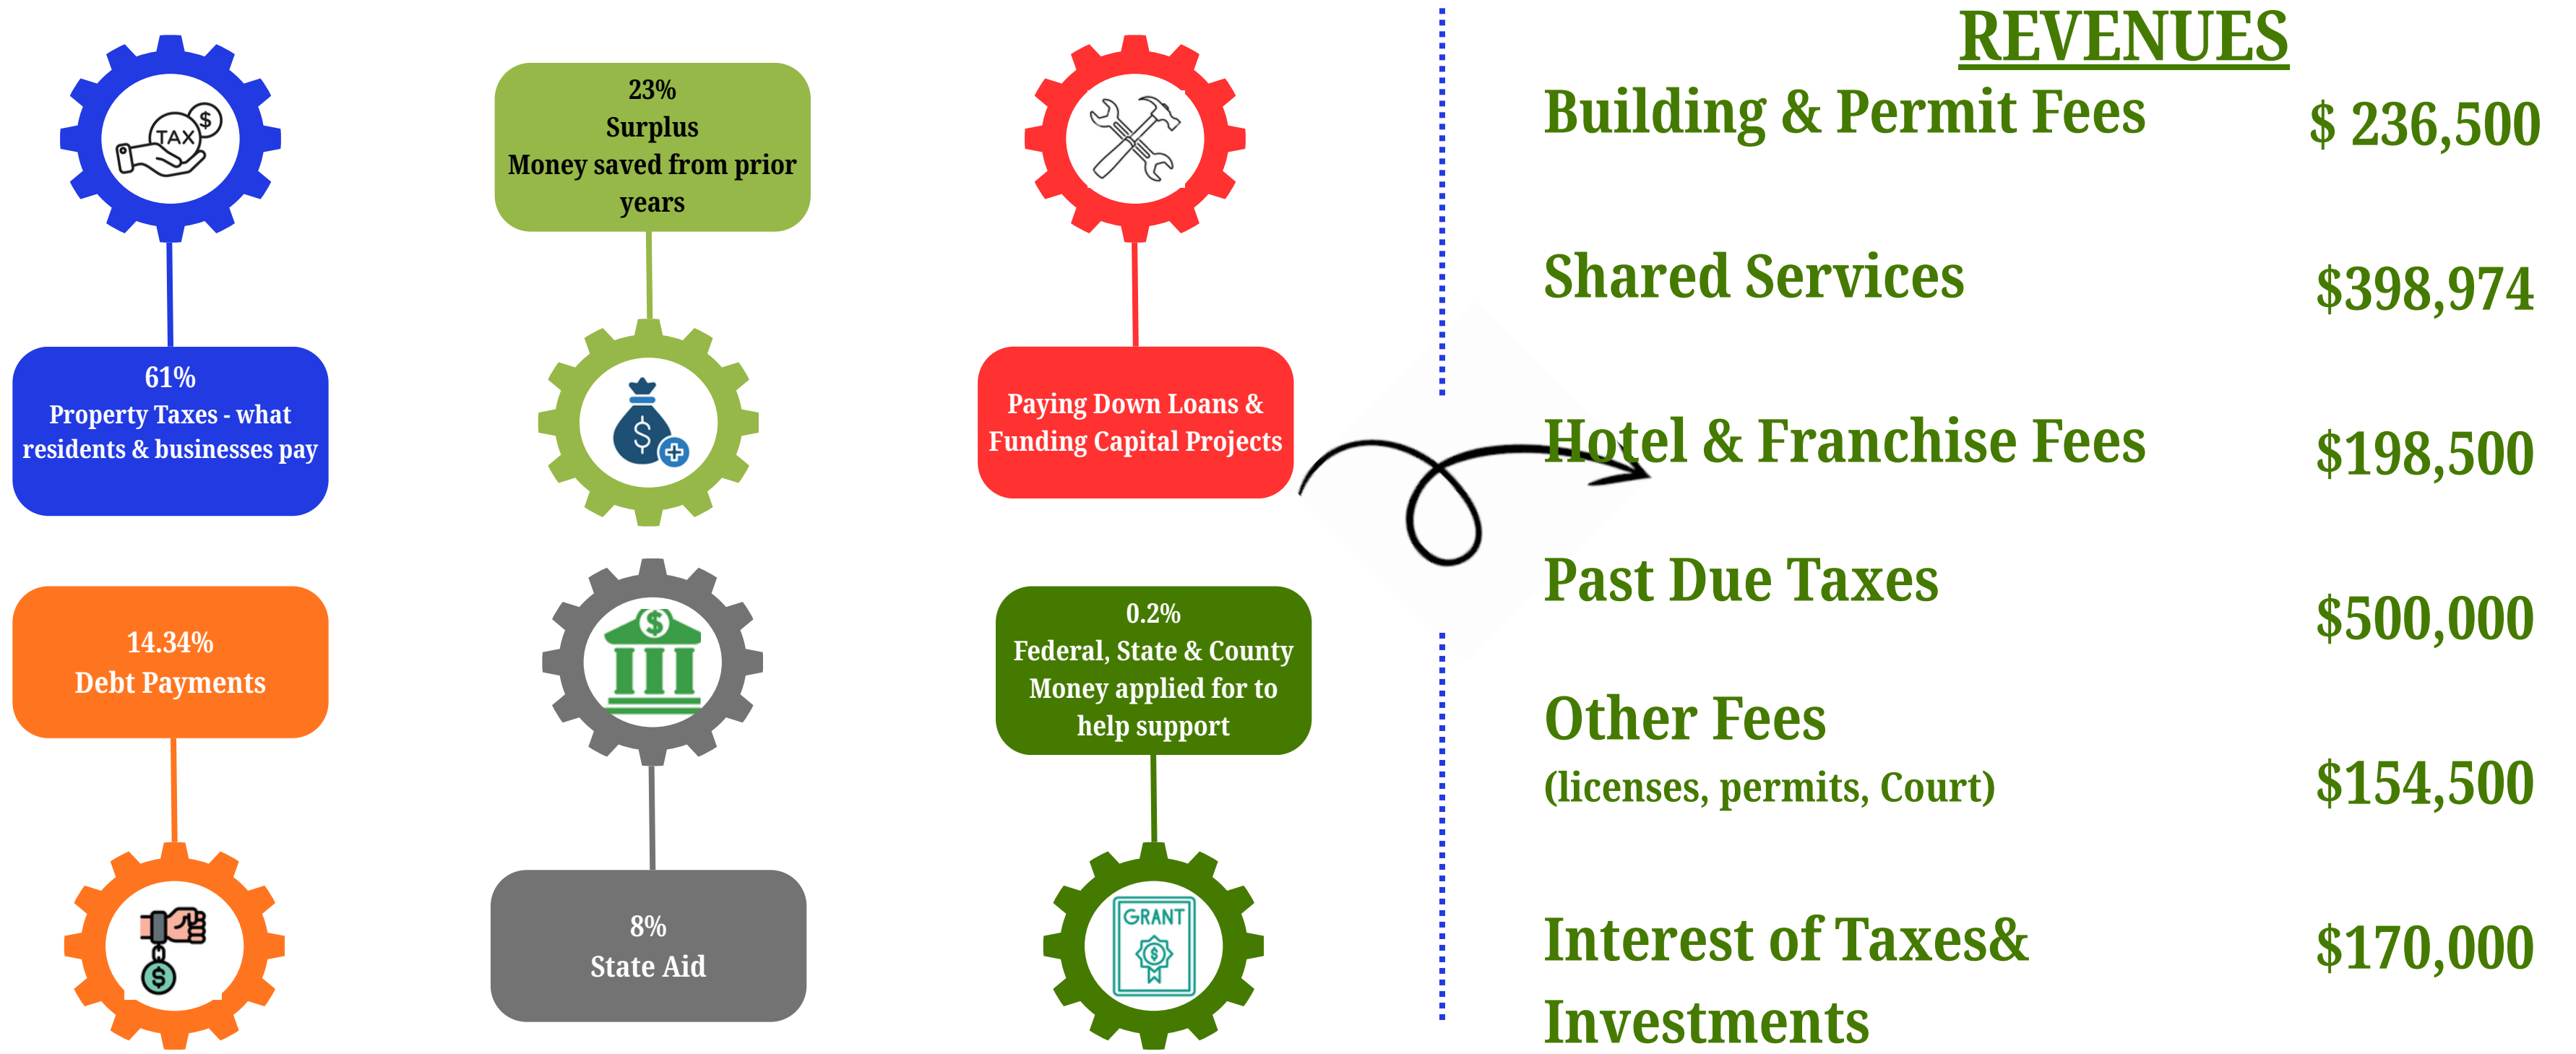 TAX
$
61%
Property Taxes - what
residents & businesses pay
23%
Surplus
Money saved from prior
years
$
Paying Down Loans &
Funding Capital Projects
14.34%
Debt Payments
$
$
8%
State Aid
0.2%
Federal, State & County
Money applied for to
help support
GRANT
$
REVENUES
Building & Permit Fees $ 236,500
Shared Services $398,974
Hotel & Franchise Fees $198,500
Past Due Taxes $500,000
Other Fees
(licenses, permits, Court) $154,500
Interest of Taxes& $170,000
Investments